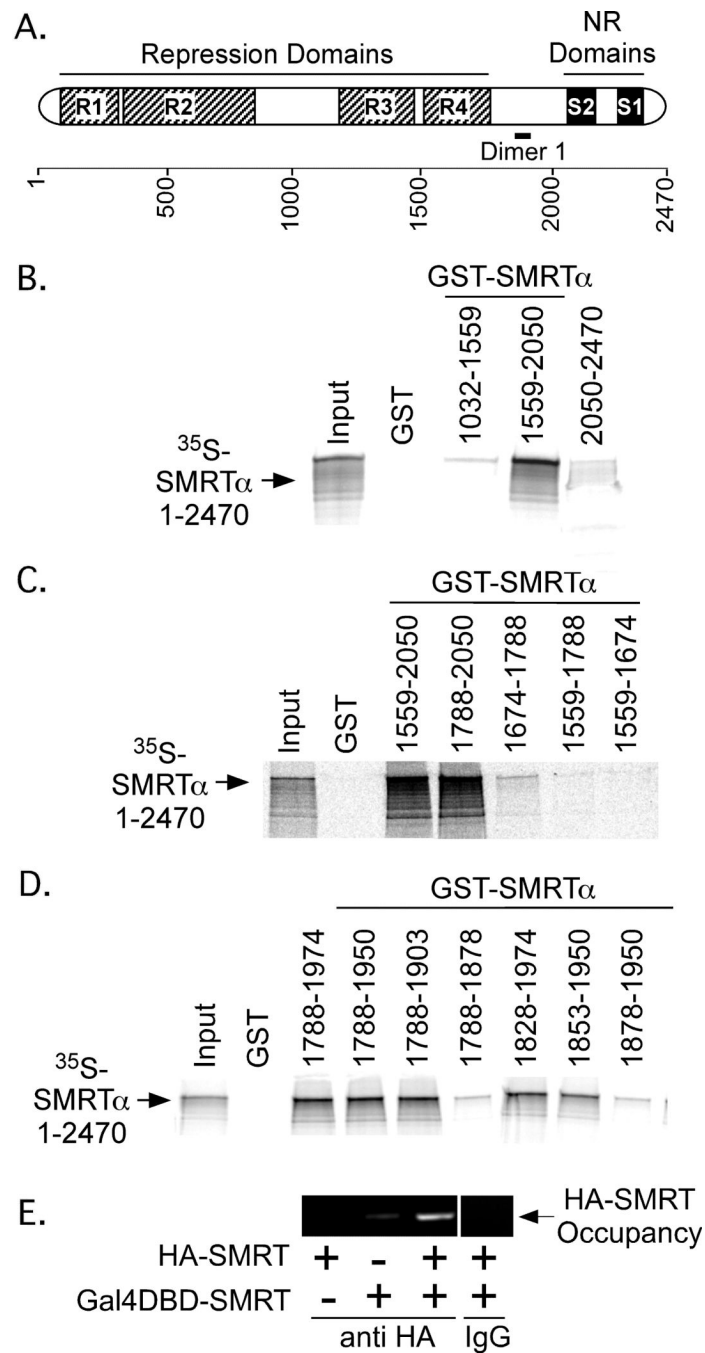 A.
Repression Domains
NR
Domains
R1 R2 R3 R4 S2 S1
Dimer 1
1 500 1000 1500 2000 2470
B.
GST-SMRTα
Input GST 1032-1559 1559-2050 2050-2470
35S-
SMRTα
1-2470
C.
GST-SMRTα
Input GST 1559-2050 1788-2050 1674-1788 1559-1788 1559-1674
35S-
SMRTα
1-2470
D.
GST-SMRTα
Input GST 1788-1974 1788-1950 1788-1903 1788-1878 1828-1974 1853-1950 1878-1950
35S-
SMRTα
1-2470
E.
HA-SMRT
Occupancy
HA-SMRT + - + +
Gal4DBD-SMRT - + + +
anti HA IgG